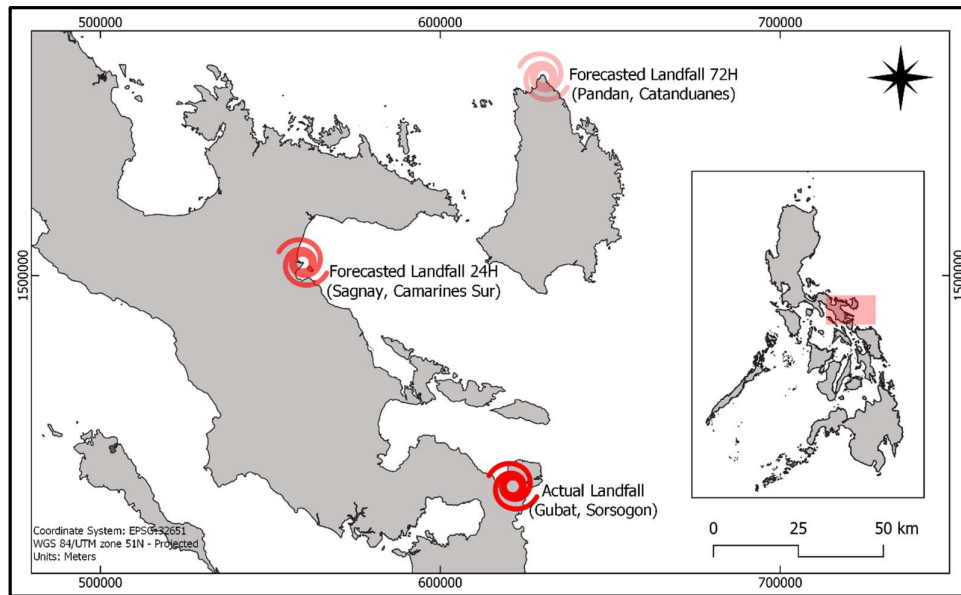 500000
600000
700000
Forecasted Landfall 72H
(Pandan, Catanduanes)
1500000
1500000
Forecasted Landfall 24H
(Sagnay, Camarines Sur)
Actual Landfall
(Gubat, Sorsogon)
0
25
50 km
Coordinate System: EPSG:32651
WGS 84/UTM zone 51N - Projected
Units: Meters
500000
600000
700000